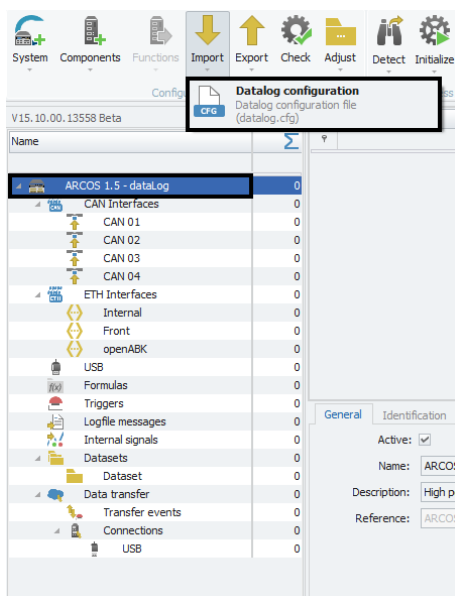 System Components Functions Import Export Check Adjust Detect Initialize
Datalog configuration
Datalog configuration file
(datalog.cfg)
CFG
V15.10.00.13558 Beta
Name Σ
ARCOS 1.5 - dataLog 0
CAN Interfaces 0
CAN 01 0
CAN 02 0
CAN 03 0
CAN 04 0
ETH Interfaces 0
Internal 0
Front 0
openABK 0
USB 0
Formulas 0
Triggers 0
Logfile messages 0
Internal signals 0
Datasets 0
Dataset 0
Data transfer 0
Transfer events 0
Connections 0
USB 0
General Identification
Active:
Name: ARCOS
Description: High p
Reference: ARCOS